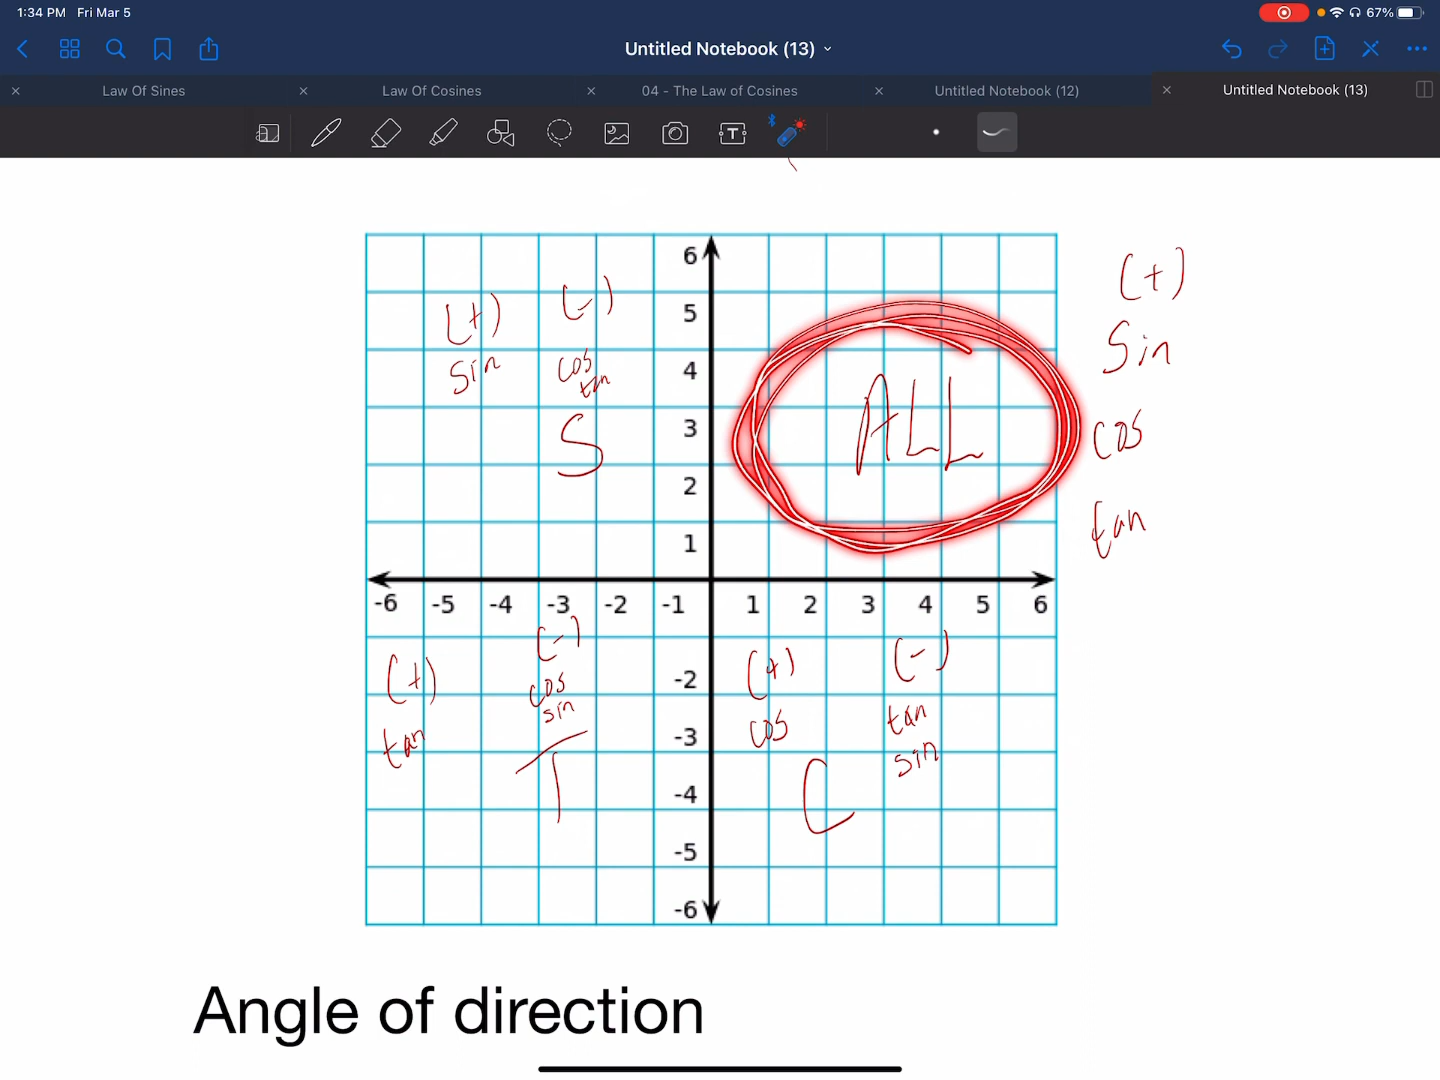 1:34 PM Fri Mar 5
67%
Untitled Notebook (13)
Law Of Sines
Law Of Cosines
04 - The Law of Cosines
Untitled Notebook (12)
Untitled Notebook (13)
T
6
5
4
3
2
1
-6 -5 -4 -3 -2 -1 1 2 3 4 5 6
-2
-3
-4
-5
-6
(+)
sin
(-)
cos
tan
S
ALL
(+)
Sin
cos
tan
(+)
tan
(-)
cos
sin
T
(+)
cos
(-)
tan
sin
C
Angle of direction